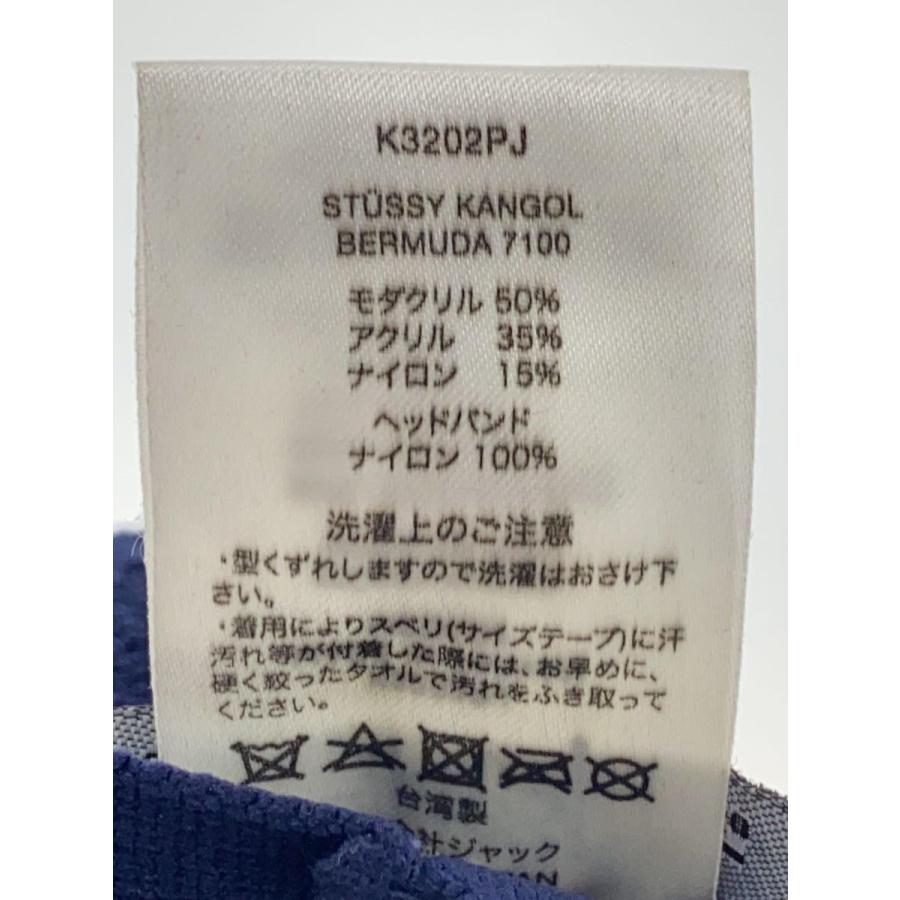 K3202PJ
STÜSSY KANGOL
BERMUDA 7100
モダクリル 50%
アクリル 35%
ナイロン 15%
ヘッドバンド
ナイロン 100%
洗濯上のご注意
・型くずれしますので洗濯はおさけ下
さい。
・着用によりスベリ(サイズテープ)に汗
汚れ等が付着した際には、お早めに、
硬く絞ったタオルで汚れをふき取って
ください。
台湾製
ジャック